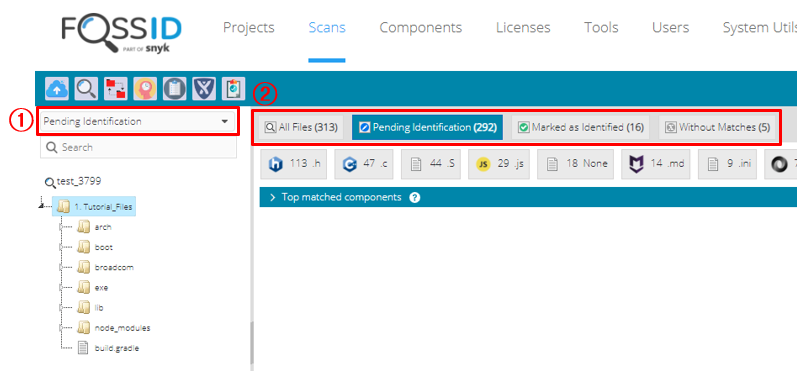 FOSSID
PART OF snyk
Projects
Scans
Components
Licenses
Tools
Users
System Utils
①
②
Pending Identification
All Files (313)
Pending Identification (292)
Marked as Identified (16)
Without Matches (5)
Search
113 .h
47 .c
44 .S
JS 29 .js
18 None
14 .md
9 .ini
7
Top matched components ?
test_3799
1. Tutorial_Files
arch
boot
broadcom
exe
lib
node_modules
build.gradle